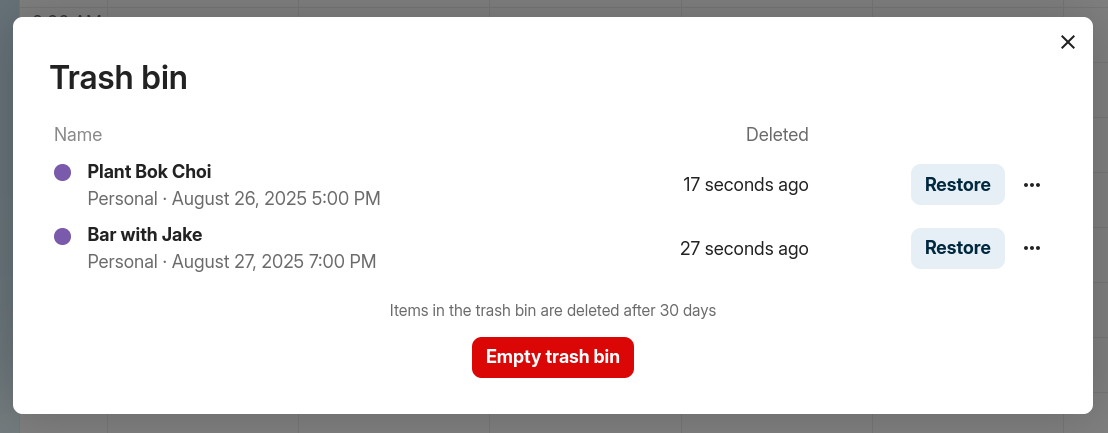 Trash bin
Name Deleted
Plant Bok Choi
Personal · August 26, 2025 5:00 PM
17 seconds ago
Restore
Bar with Jake
Personal · August 27, 2025 7:00 PM
27 seconds ago
Restore
Items in the trash bin are deleted after 30 days
Empty trash bin